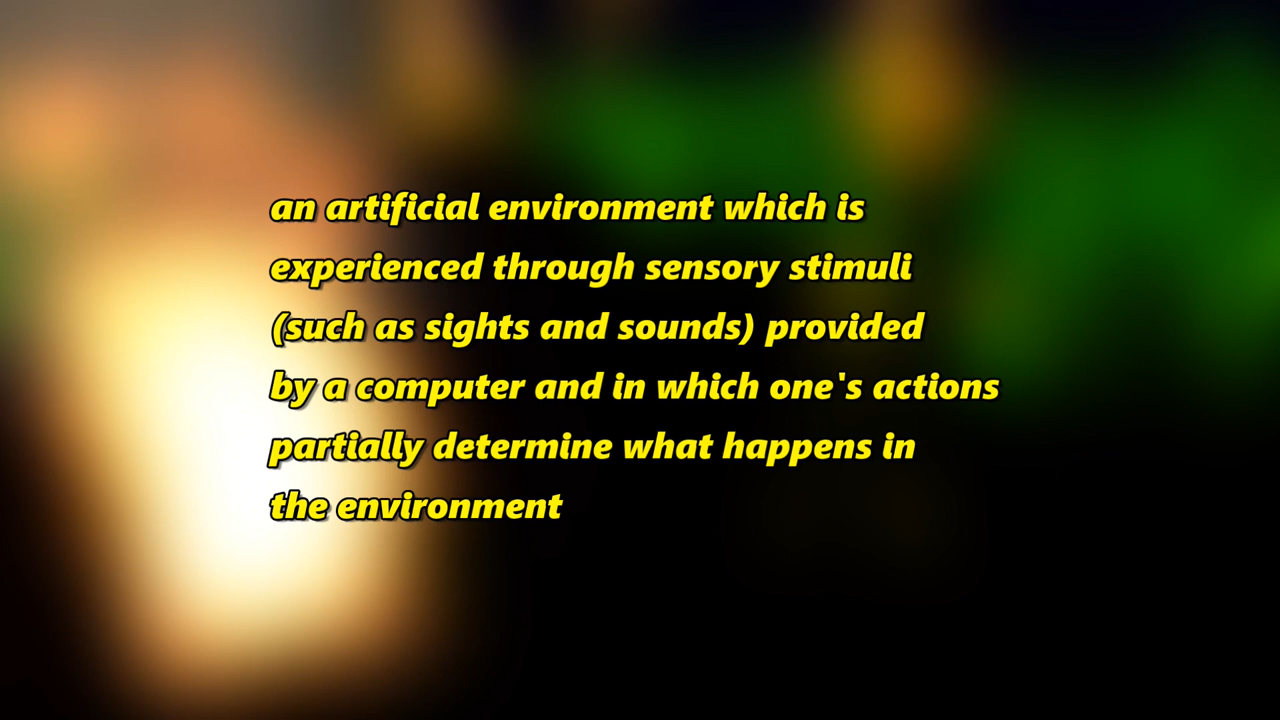 an artificial environment which is
experienced through sensory stimuli
(such as sights and sounds) provided
by a computer and in which one's actions
partially determine what happens in
the environment